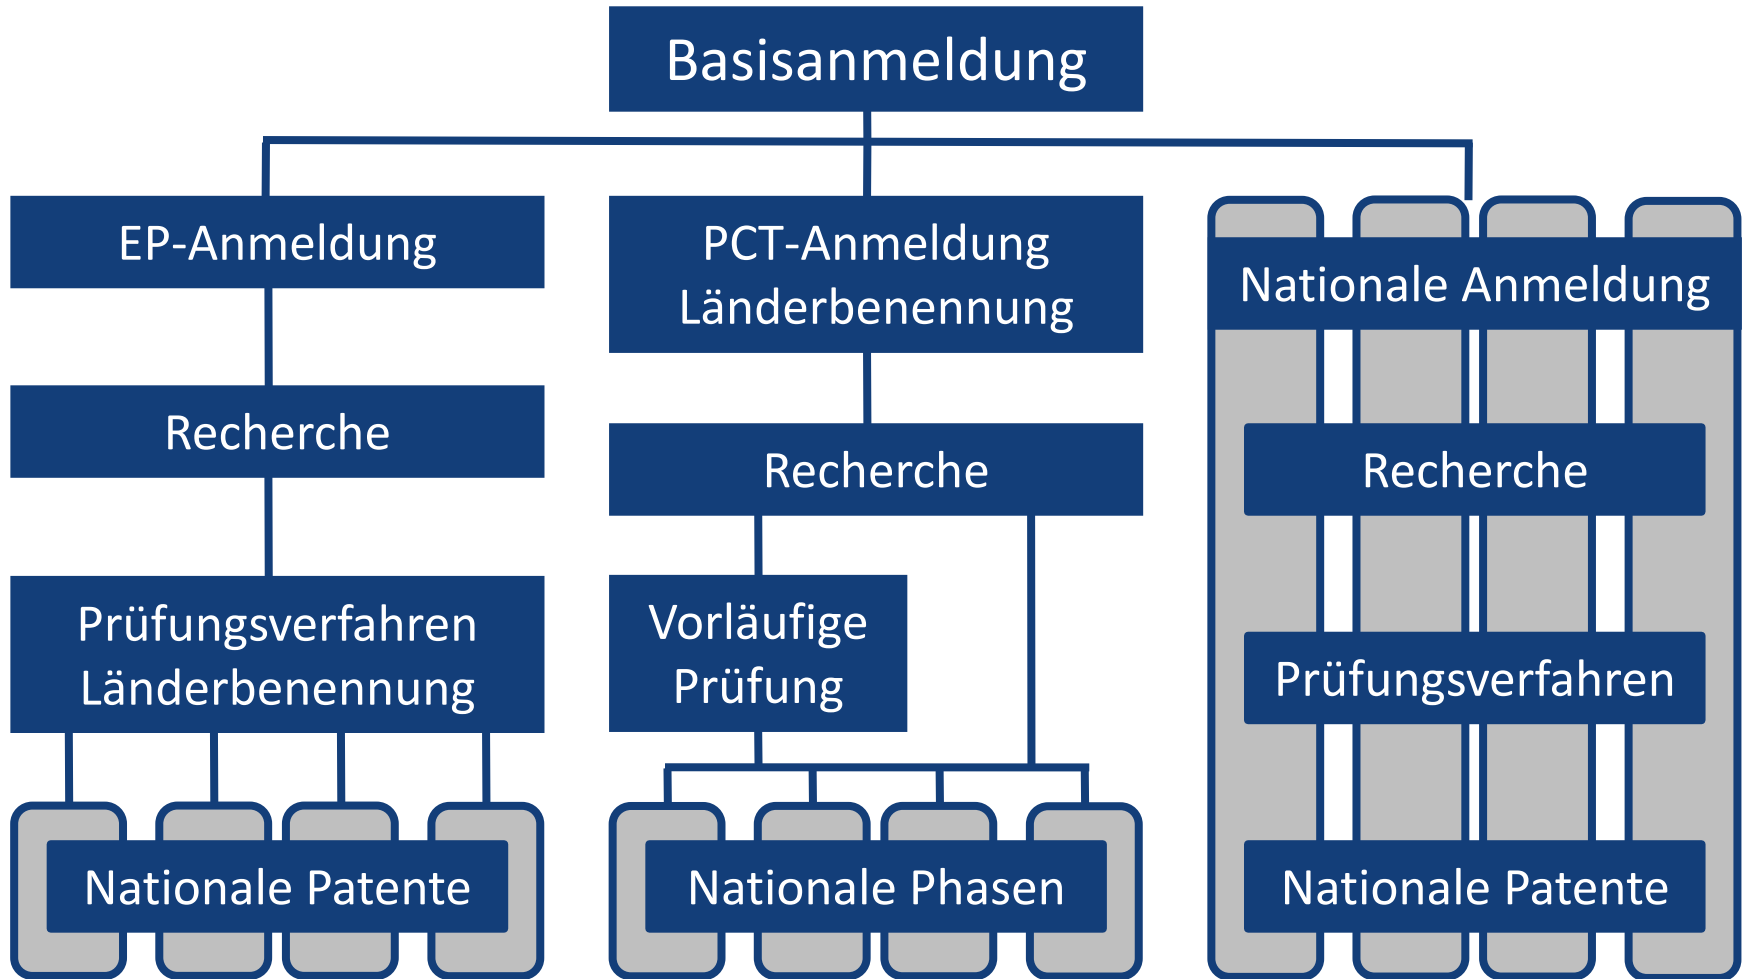 Basisanmeldung
EP-Anmeldung
Recherche
Prüfungsverfahren
Länderbenennung
Nationale Patente
PCT-Anmeldung
Länderbenennung
Recherche
Vorläufige
Prüfung
Nationale Phasen
Nationale Anmeldung
Recherche
Prüfungsverfahren
Nationale Patente